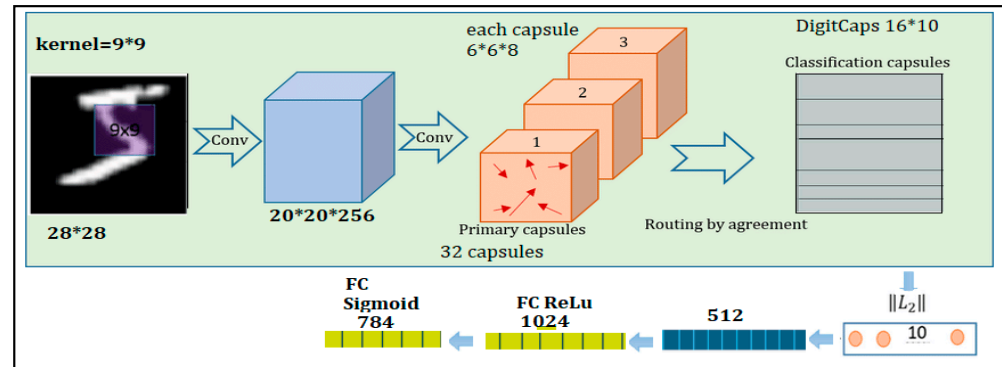 kernel=9*9
9x9
28*28
Conv
20*20*256
Conv
each capsule
6*6*8
3
2
1
Primary capsules
32 capsules
Routing by agreement
DigitCaps 16*10
Classification capsules
‖L₂‖
10
512
FC ReLu
1024
FC
Sigmoid
784